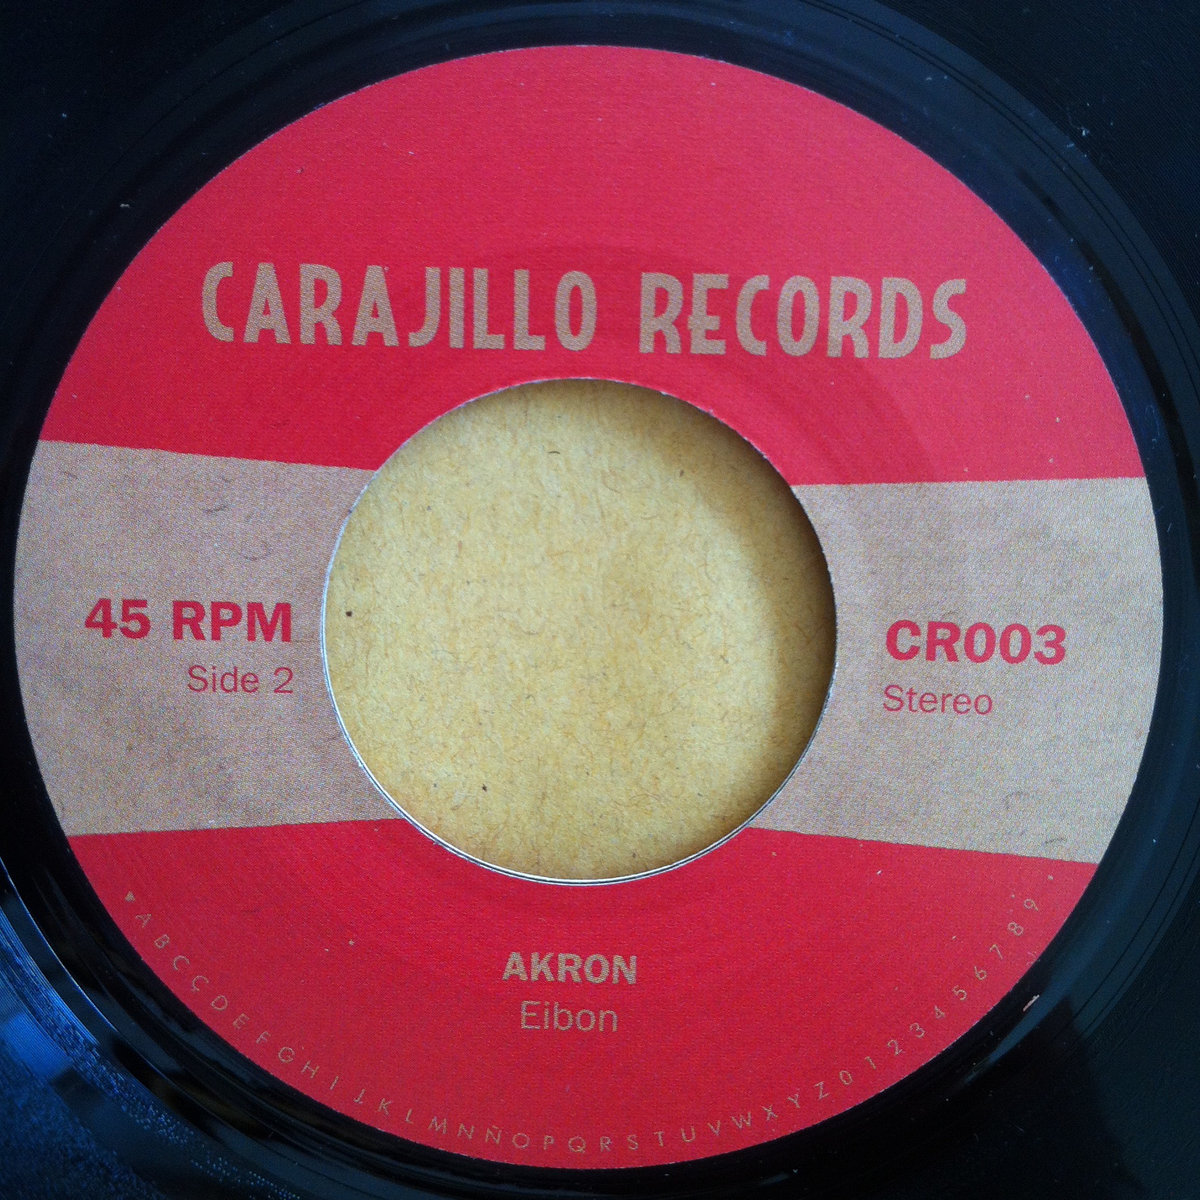 CARAJILLO RECORDS
45 RPM
Side 2
CR003
Stereo
AKRON
Eibon
A B C Ç D E F G H I J K L M N Ñ O P Q R S T U V W X Y Z 0 1 2 3 4 5 6 7 8 9